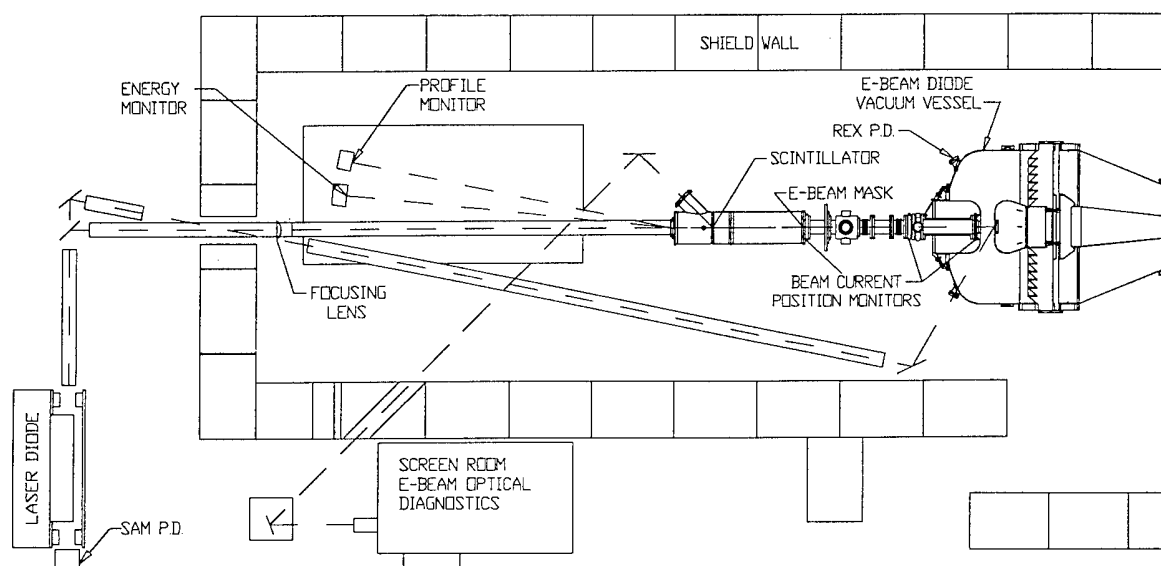 SHIELD WALL
ENERGY
MONITOR
PROFILE
MONITOR
E-BEAM DIODE
VACUUM VESSEL
REX P.D.
SCINTILLATOR
E-BEAM MASK
FOCUSING
LENS
BEAM CURRENT
POSITION MONITORS
LASER DIODE
SCREEN ROOM
E-BEAM OPTICAL
DIAGNOSTICS
SAM P.D.